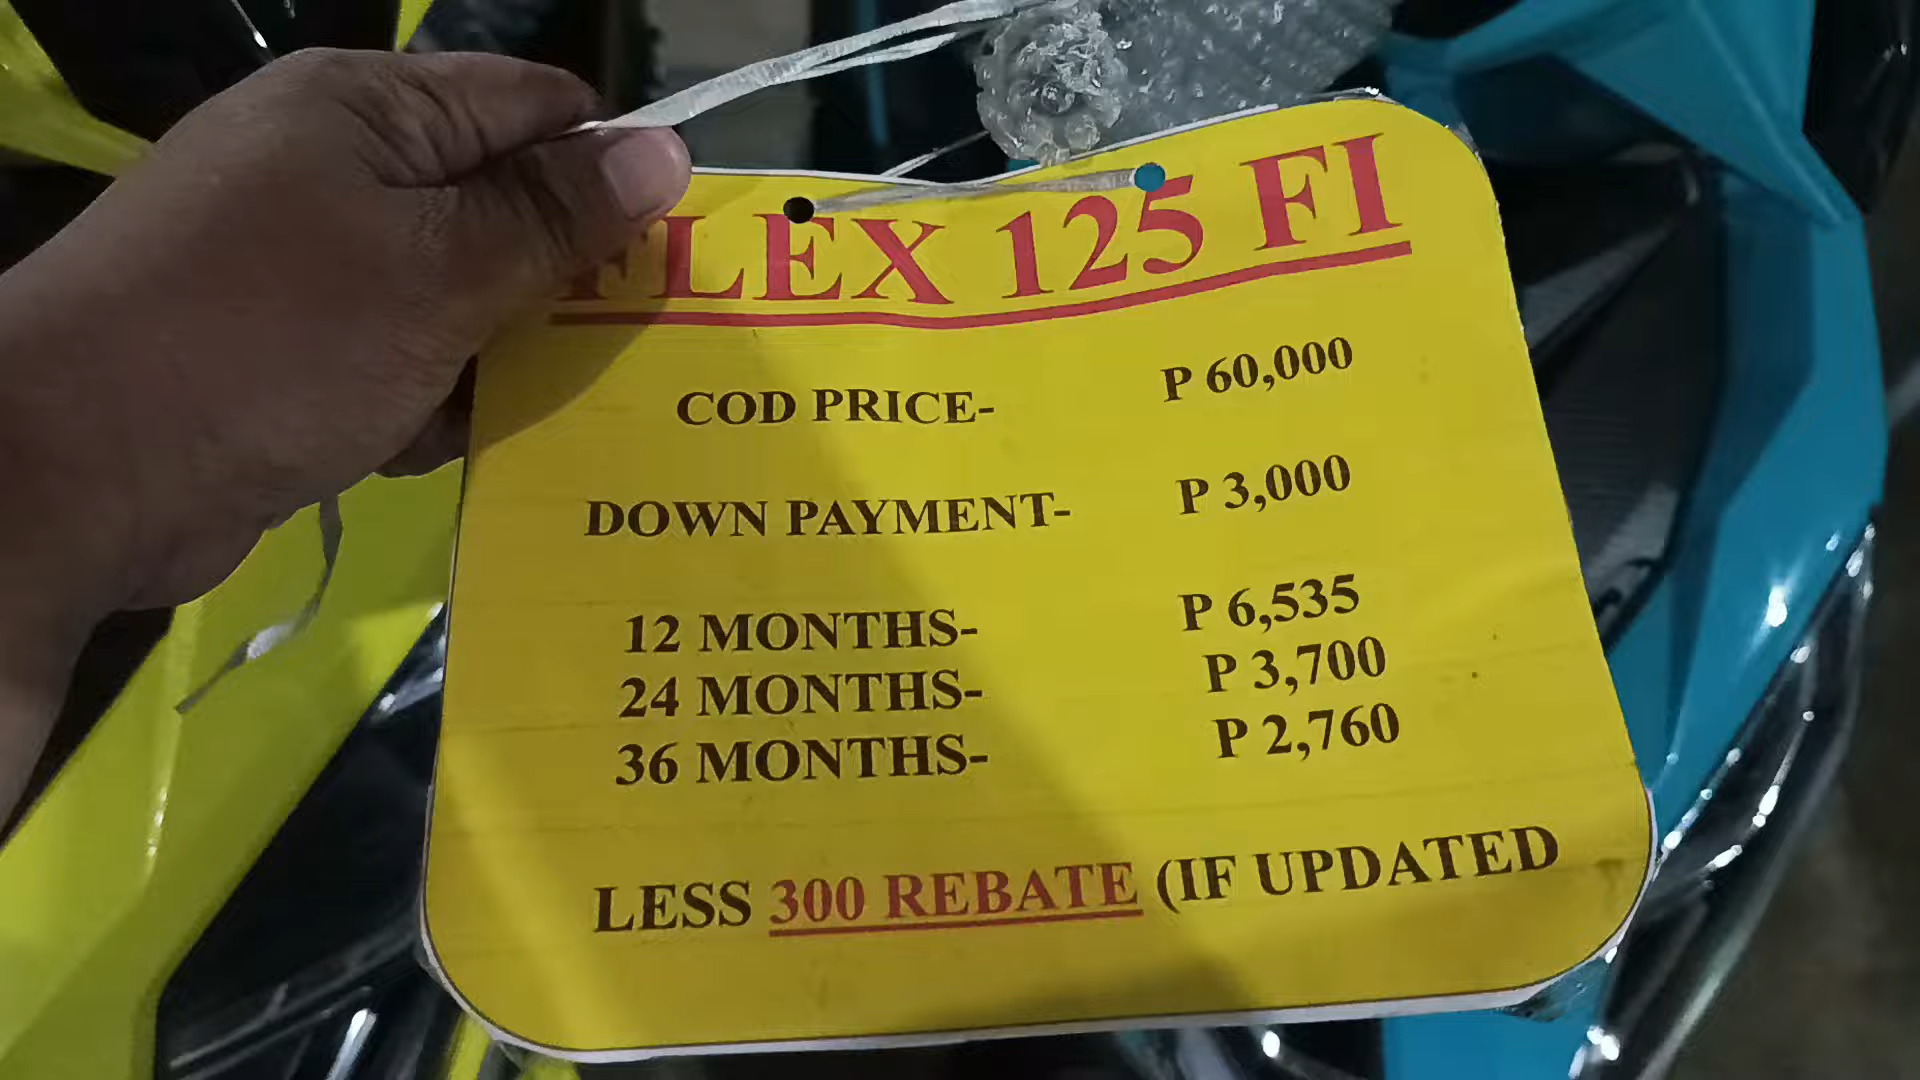 FLEX 125 FI
COD PRICE- P 60,000
DOWN PAYMENT- P 3,000
12 MONTHS- P 6,535
24 MONTHS- P 3,700
36 MONTHS- P 2,760
LESS 300 REBATE (IF UPDATED